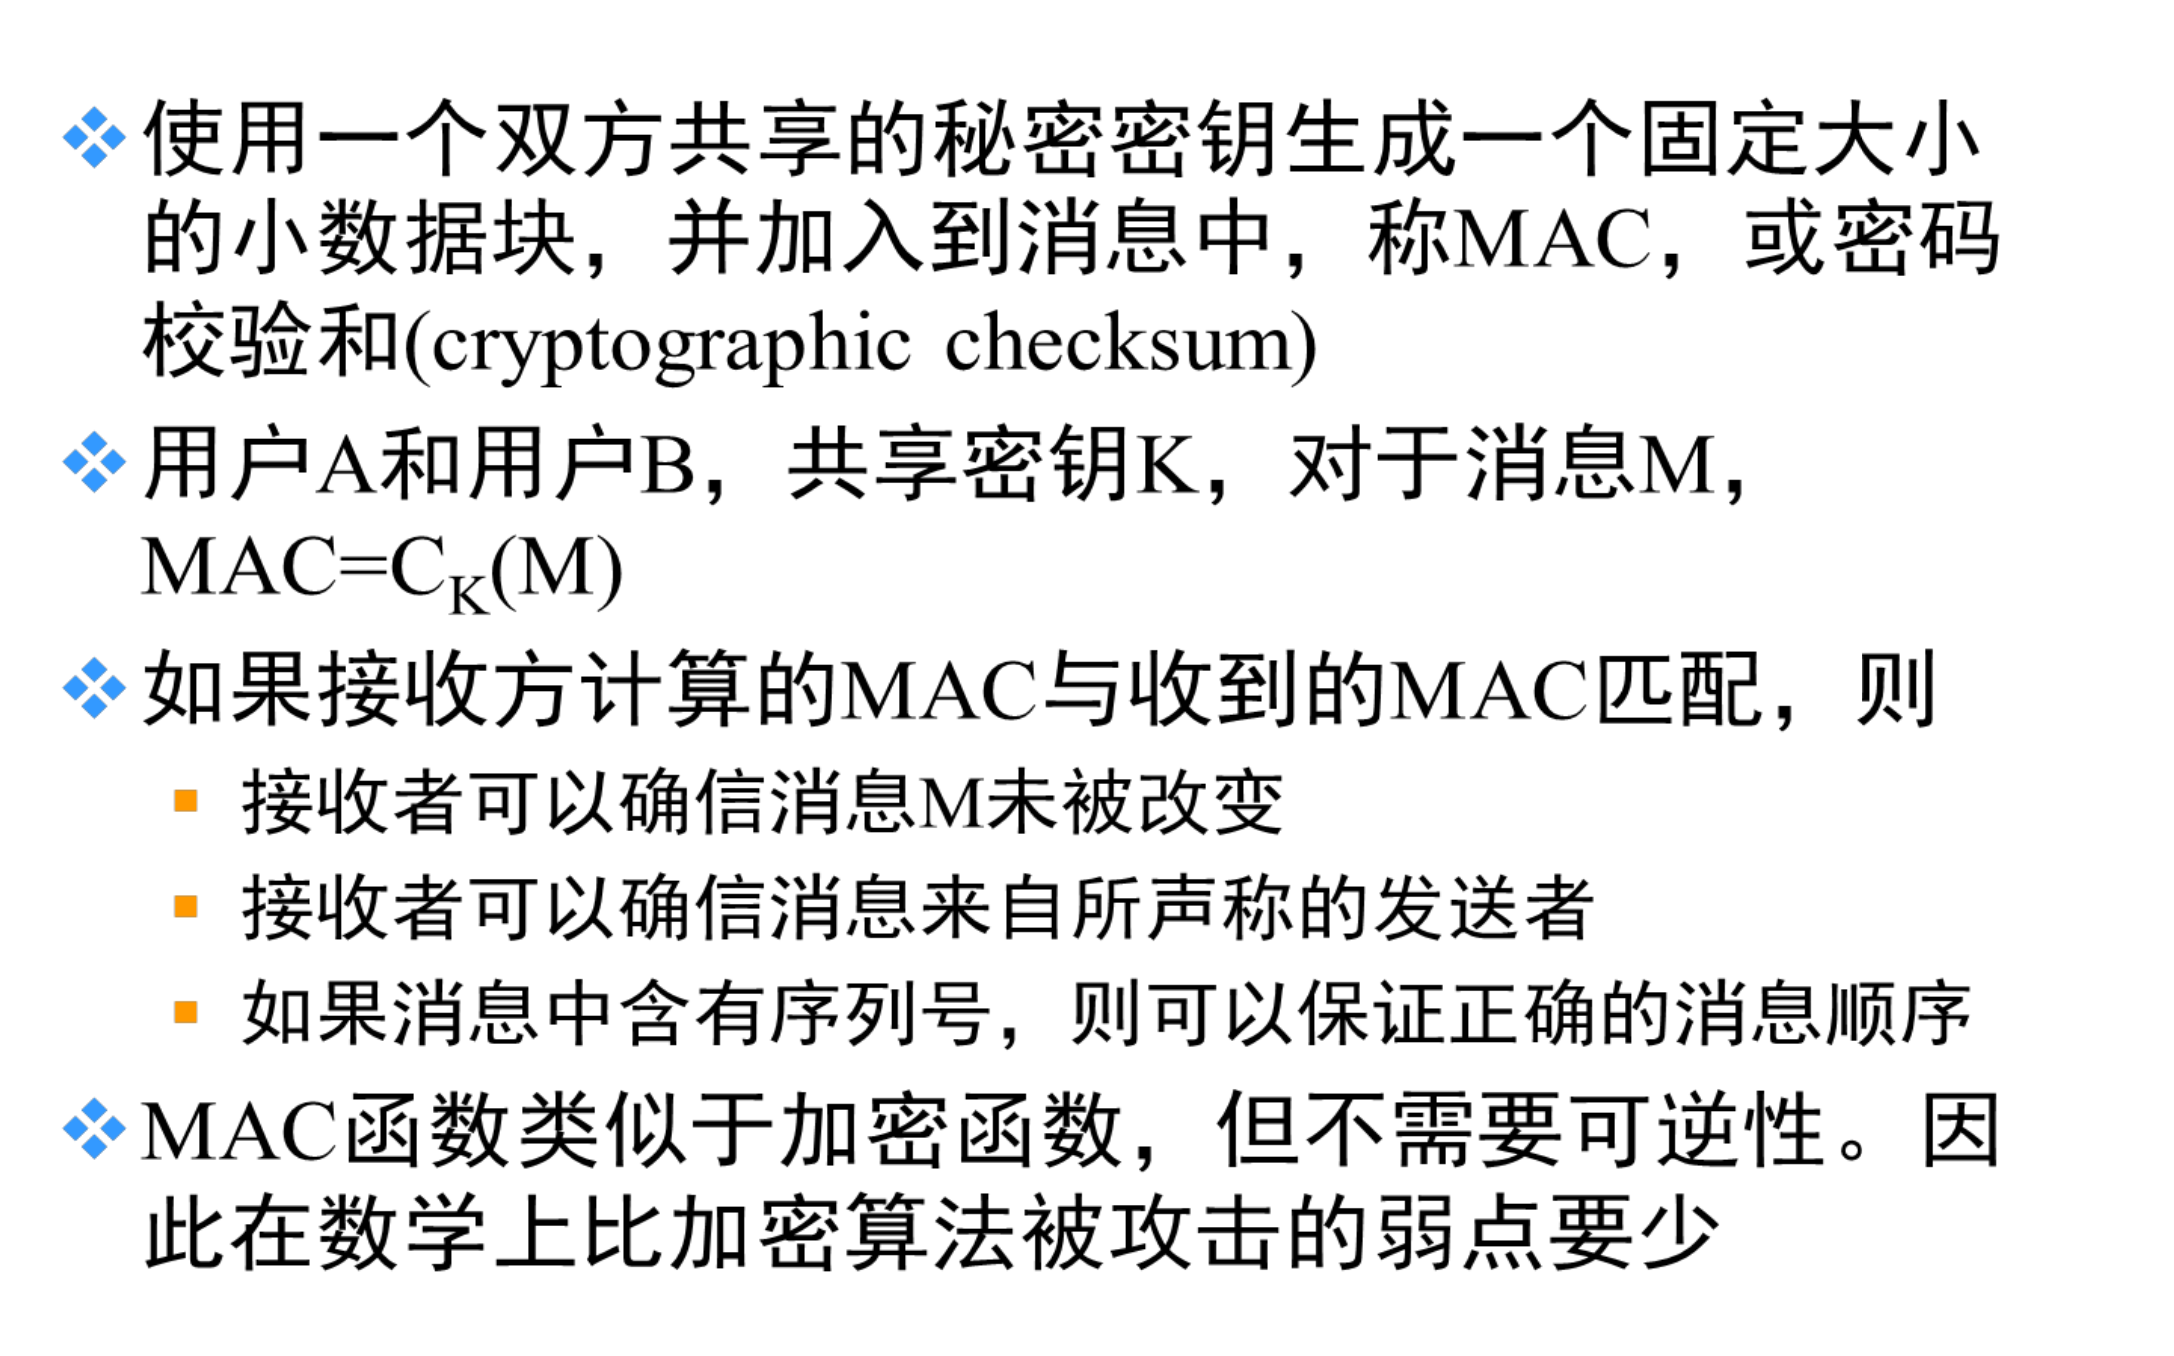 使用一个双方共享的秘密密钥生成一个固定大小
的小数据块，并加入到消息中，称MAC，或密码
校验和(cryptographic checksum)
用户A和用户B，共享密钥K，对于消息M，
MAC=C_K(M)
如果接收方计算的MAC与收到的MAC匹配，则
接收者可以确信消息M未被改变
接收者可以确信消息来自所声称的发送者
如果消息中含有序列号，则可以保证正确的消息顺序
MAC函数类似于加密函数，但不需要可逆性。因
此在数学上比加密算法被攻击的弱点要少